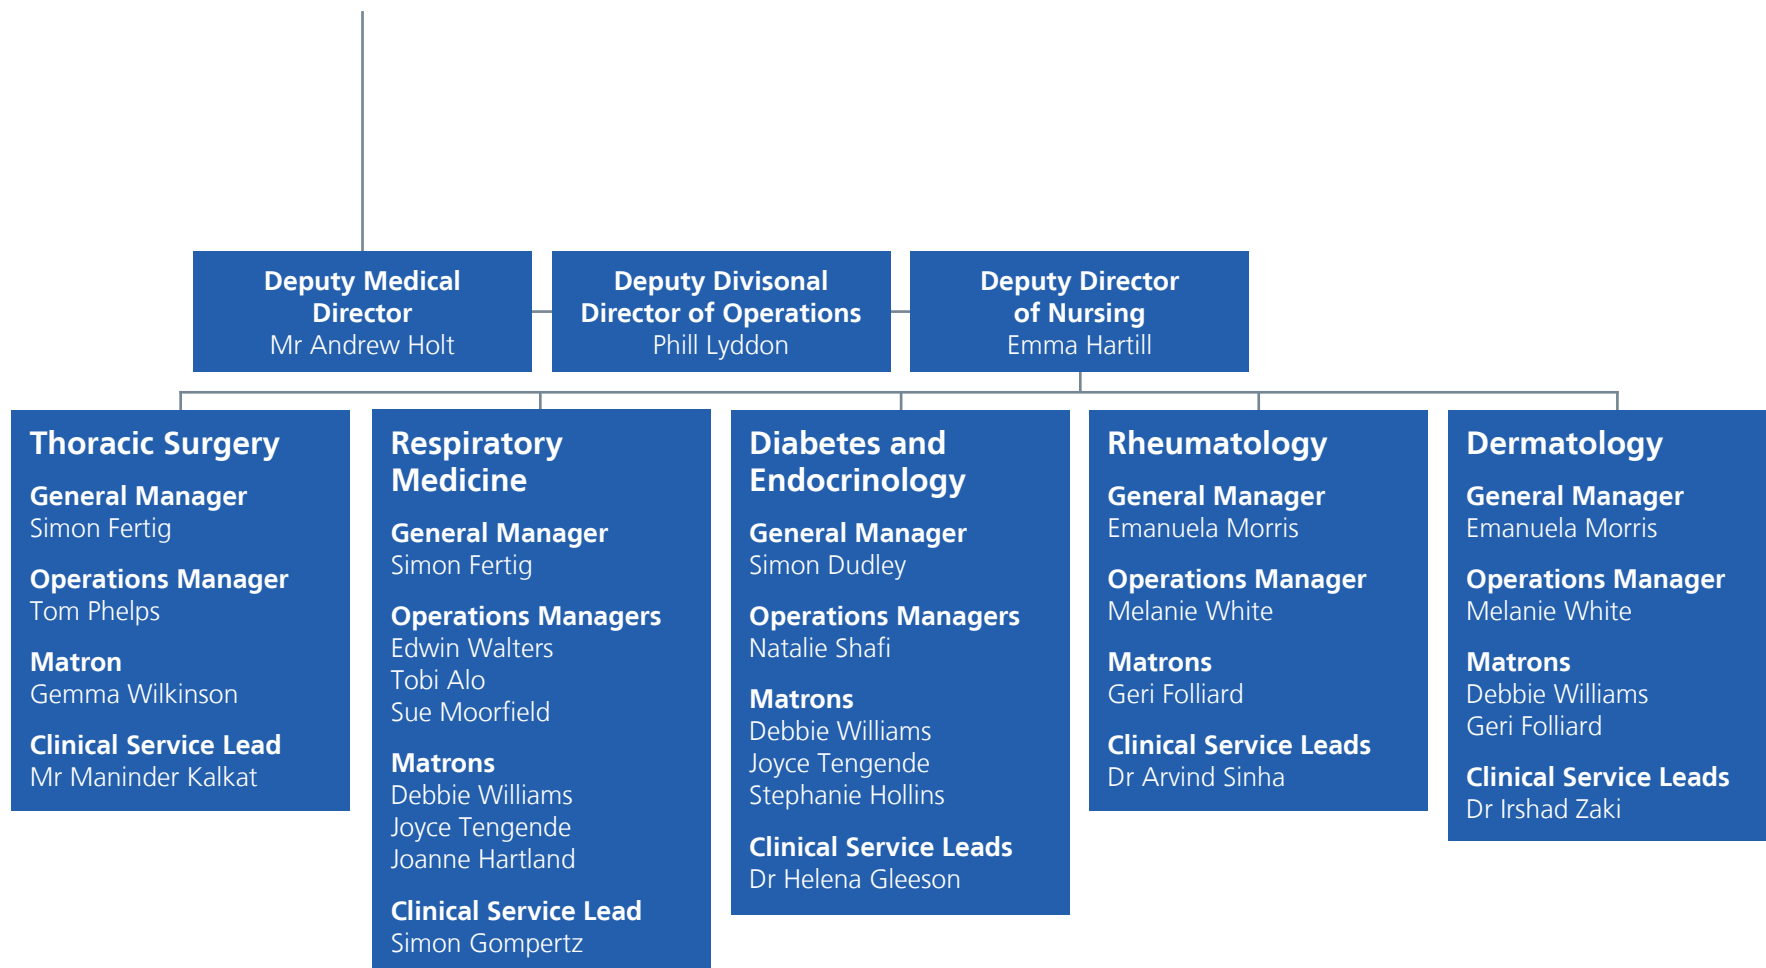 Deputy Medical
Director
Mr Andrew Holt
Deputy Divisonal
Director of Operations
Phill Lyddon
Deputy Director
of Nursing
Emma Hartill
Thoracic Surgery
General Manager
Simon Fertig
Operations Manager
Tom Phelps
Matron
Gemma Wilkinson
Clinical Service Lead
Mr Maninder Kalkat
Respiratory
Medicine
General Manager
Simon Fertig
Operations Managers
Edwin Walters
Tobi Alo
Sue Moorfield
Matrons
Debbie Williams
Joyce Tengende
Joanne Hartland
Clinical Service Lead
Simon Gompertz
Diabetes and
Endocrinology
General Manager
Simon Dudley
Operations Managers
Natalie Shafi
Matrons
Debbie Williams
Joyce Tengende
Stephanie Hollins
Clinical Service Leads
Dr Helena Gleeson
Rheumatology
General Manager
Emanuela Morris
Operations Manager
Melanie White
Matrons
Geri Folliard
Clinical Service Leads
Dr Arvind Sinha
Dermatology
General Manager
Emanuela Morris
Operations Manager
Melanie White
Matrons
Debbie Williams
Geri Folliard
Clinical Service Leads
Dr Irshad Zaki